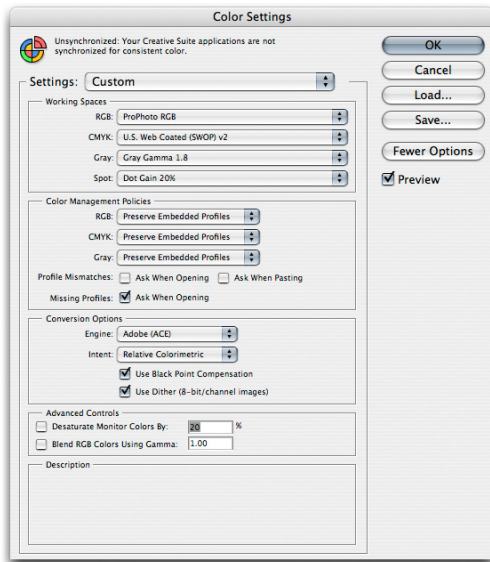 Color Settings
Unsynchronized: Your Creative Suite applications are not
synchronized for consistent color.
OK
Cancel
Load...
Save...
Fewer Options
Preview
Settings: Custom
Working Spaces
RGB: ProPhoto RGB
CMYK: U.S. Web Coated (SWOP) v2
Gray: Gray Gamma 1.8
Spot: Dot Gain 20%
Color Management Policies
RGB: Preserve Embedded Profiles
CMYK: Preserve Embedded Profiles
Gray: Preserve Embedded Profiles
Profile Mismatches: Ask When Opening Ask When Pasting
Missing Profiles: Ask When Opening
Conversion Options
Engine: Adobe (ACE)
Intent: Relative Colorimetric
Use Black Point Compensation
Use Dither (8-bit/channel images)
Advanced Controls
Desaturate Monitor Colors By: 20 %
Blend RGB Colors Using Gamma: 1.00
Description